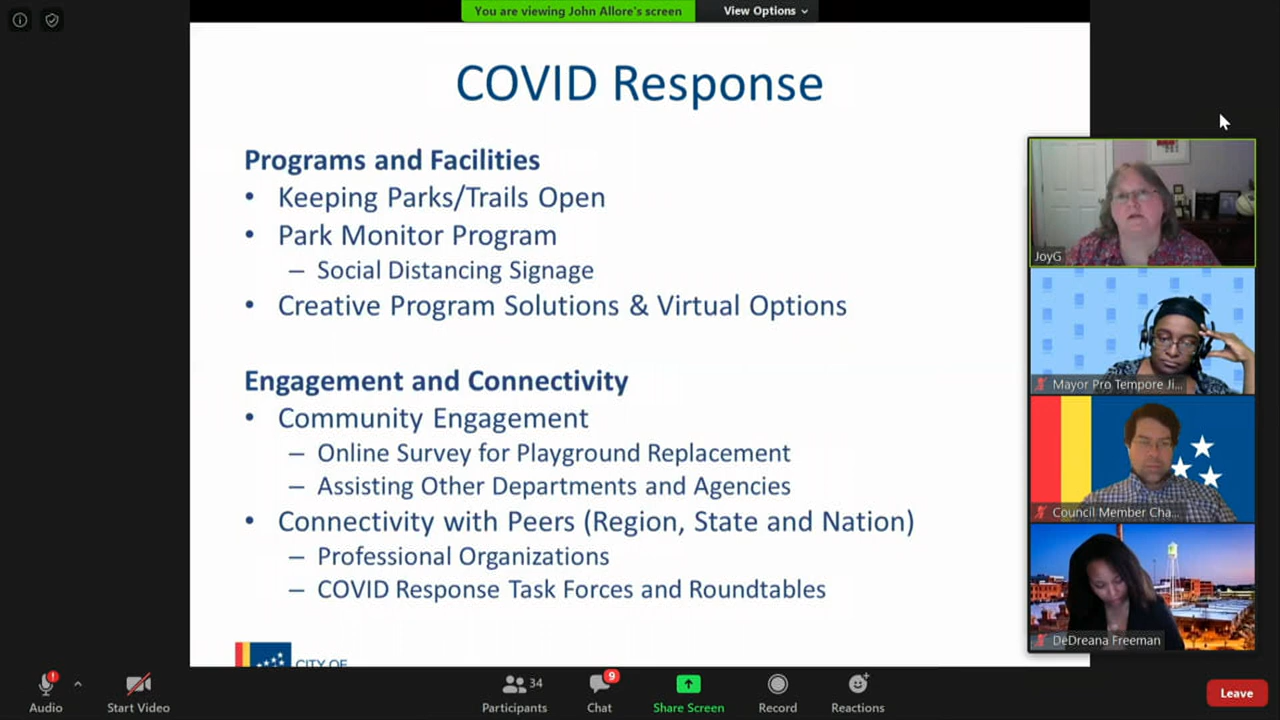 You are viewing John Allore's screen
View Options
COVID Response
Programs and Facilities
• Keeping Parks/Trails Open
• Park Monitor Program
– Social Distancing Signage
• Creative Program Solutions & Virtual Options
Engagement and Connectivity
• Community Engagement
– Online Survey for Playground Replacement
– Assisting Other Departments and Agencies
• Connectivity with Peers (Region, State and Nation)
– Professional Organizations
– COVID Response Task Forces and Roundtables
CITY OF
JoyG
Mayor Pro Tempore Ji...
Council Member Cha...
DeDreana Freeman
Audio
Start Video
34
Participants
9
Chat
Share Screen
Record
Reactions
Leave